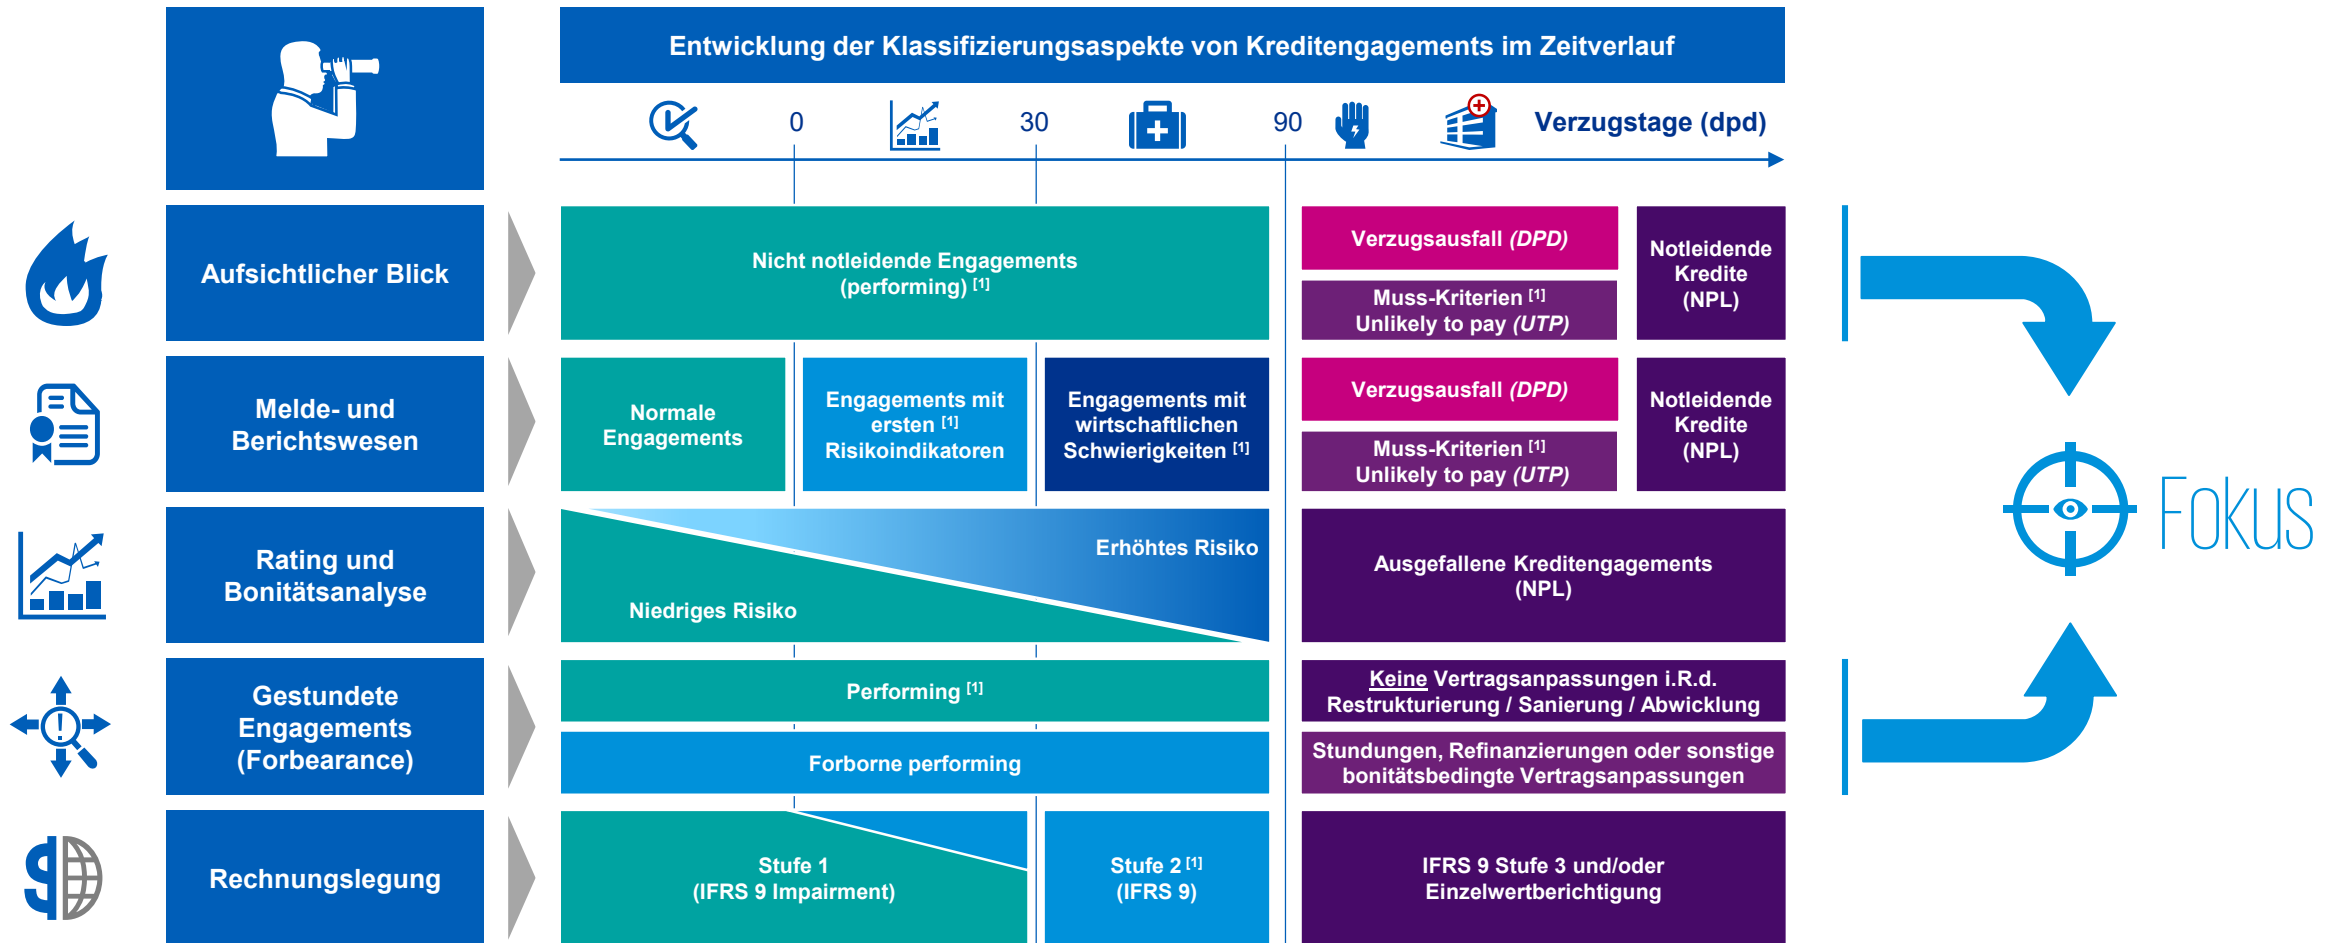 Entwicklung der Klassifizierungsaspekte von Kreditengagements im Zeitverlauf
0
30
90
Verzugstage (dpd)
Aufsichtlicher Blick
Nicht notleidende Engagements
(performing) [1]
Verzugsausfall (DPD)
Muss-Kriterien [1]
Unlikely to pay (UTP)
Notleidende
Kredite
(NPL)
Melde- und
Berichtswesen
Normale
Engagements
Engagements mit
ersten [1]
Risikoindikatoren
Engagements mit
wirtschaftlichen
Schwierigkeiten [1]
Verzugsausfall (DPD)
Muss-Kriterien [1]
Unlikely to pay (UTP)
Notleidende
Kredite
(NPL)
Fokus
Rating und
Bonitätsanalyse
Erhöhtes Risiko
Niedriges Risiko
Ausgefallene Kreditengagements
(NPL)
Gestundete
Engagements
(Forbearance)
Performing [1]
Forborne performing
Keine Vertragsanpassungen i.R.d.
Restrukturierung / Sanierung / Abwicklung
Stundungen, Refinanzierungen oder sonstige
bonitätsbedingte Vertragsanpassungen
Rechnungslegung
Stufe 1
(IFRS 9 Impairment)
Stufe 2 [1]
(IFRS 9)
IFRS 9 Stufe 3 und/oder
Einzelwertberichtigung